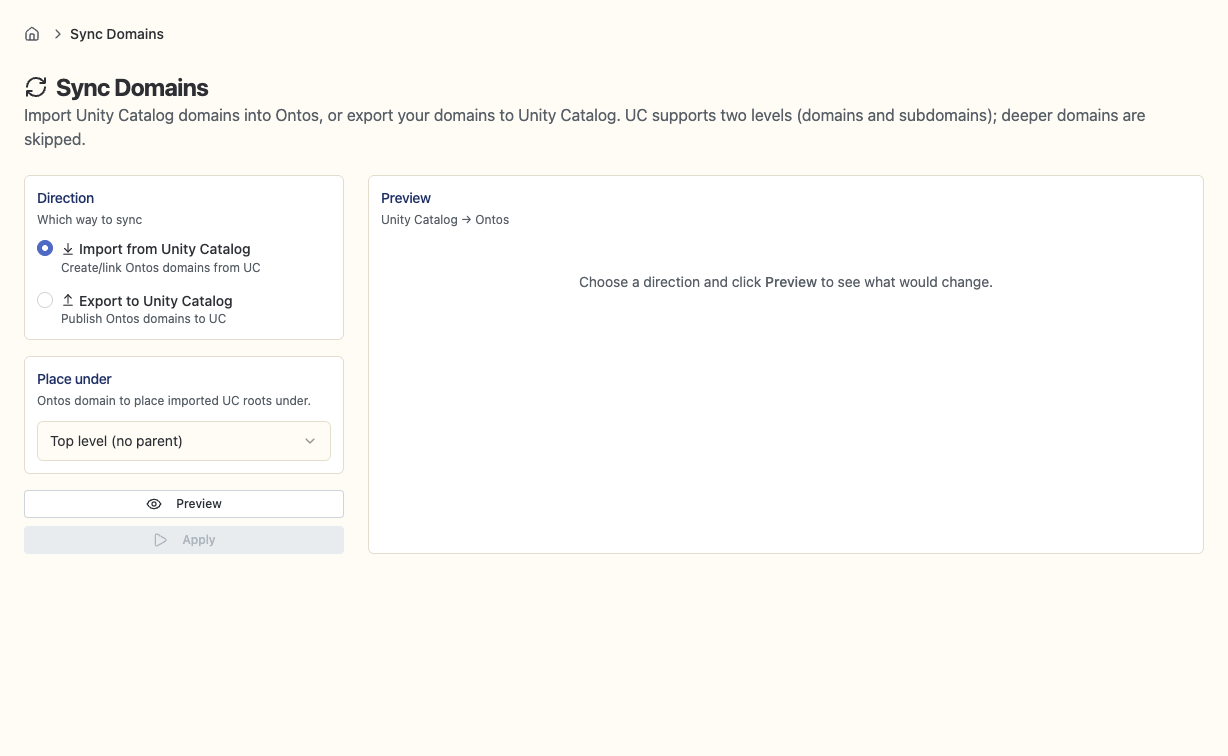 Sync Domains
Sync Domains
Import Unity Catalog domains into Ontos, or export your domains to Unity Catalog. UC supports two levels (domains and subdomains); deeper domains are
skipped.
Direction
Which way to sync
Import from Unity Catalog
Create/link Ontos domains from UC
Export to Unity Catalog
Publish Ontos domains to UC
Place under
Ontos domain to place imported UC roots under.
Top level (no parent)
Preview
Apply
Preview
Unity Catalog → Ontos
Choose a direction and click Preview to see what would change.